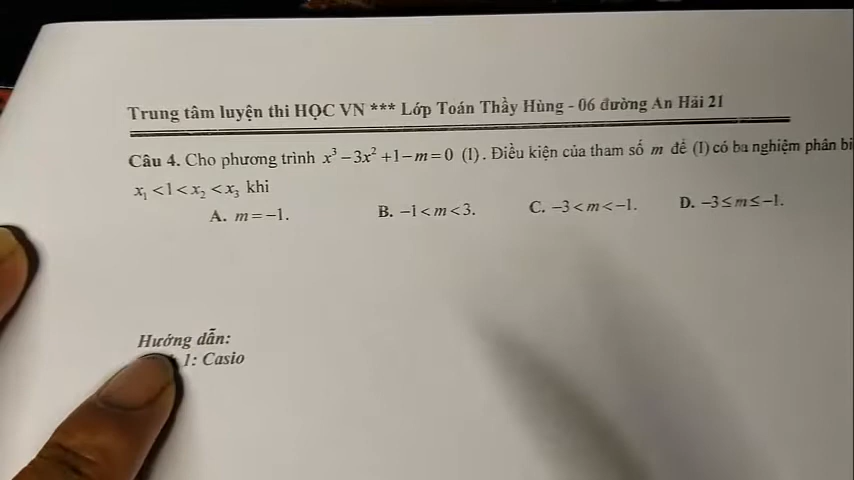 Trung tâm luyện thi HỌC VN *** Lớp Toán Thầy Hùng - 06 đường An Hải 21
Câu 4. Cho phương trình x³ − 3x² + 1 − m = 0 (1). Điều kiện của tham số m để (1) có ba nghiệm phân bi
x₁ < 1 < x₂ < x₃ khi
A. m = −1. B. −1 < m < 3. C. −3 < m < −1. D. −3 ≤ m ≤ −1.
Hướng dẫn:
1: Casio